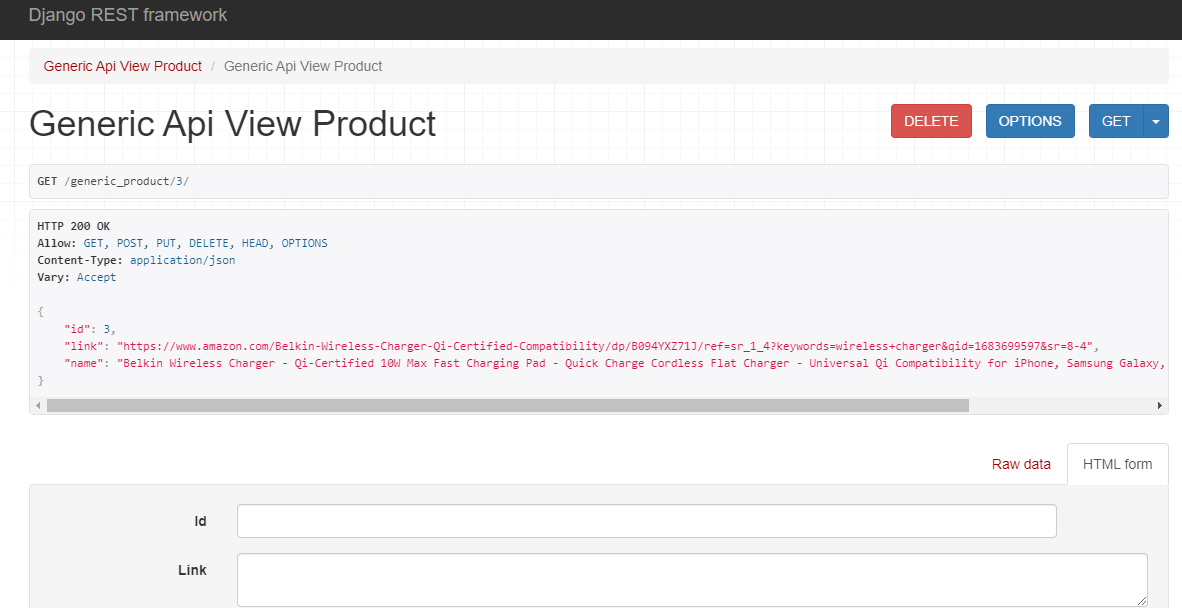 Django REST framework
Generic Api View Product / Generic Api View Product
Generic Api View Product
DELETE OPTIONS GET
GET /generic_product/3/
HTTP 200 OK
Allow: GET, POST, PUT, DELETE, HEAD, OPTIONS
Content-Type: application/json
Vary: Accept
{
"id": 3,
"link": "https://www.amazon.com/Belkin-Wireless-Charger-Qi-Certified-Compatibility/dp/B094YXZ71J/ref=sr_1_4?keywords=wireless+charger&qid=1683699597&sr=8-4",
"name": "Belkin Wireless Charger - Qi-Certified 10W Max Fast Charging Pad - Quick Charge Cordless Flat Charger - Universal Qi Compatibility for iPhone, Samsung Galaxy,
}
Raw data HTML form
Id
Link